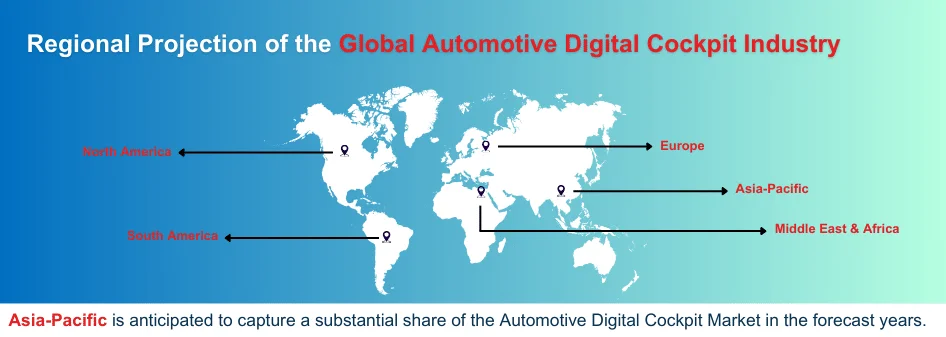 Regional Projection of the Global Automotive Digital Cockpit Industry
North America
Europe
Asia-Pacific
South America
Middle East & Africa
Asia-Pacific is anticipated to capture a substantial share of the Automotive Digital Cockpit Market in the forecast years.